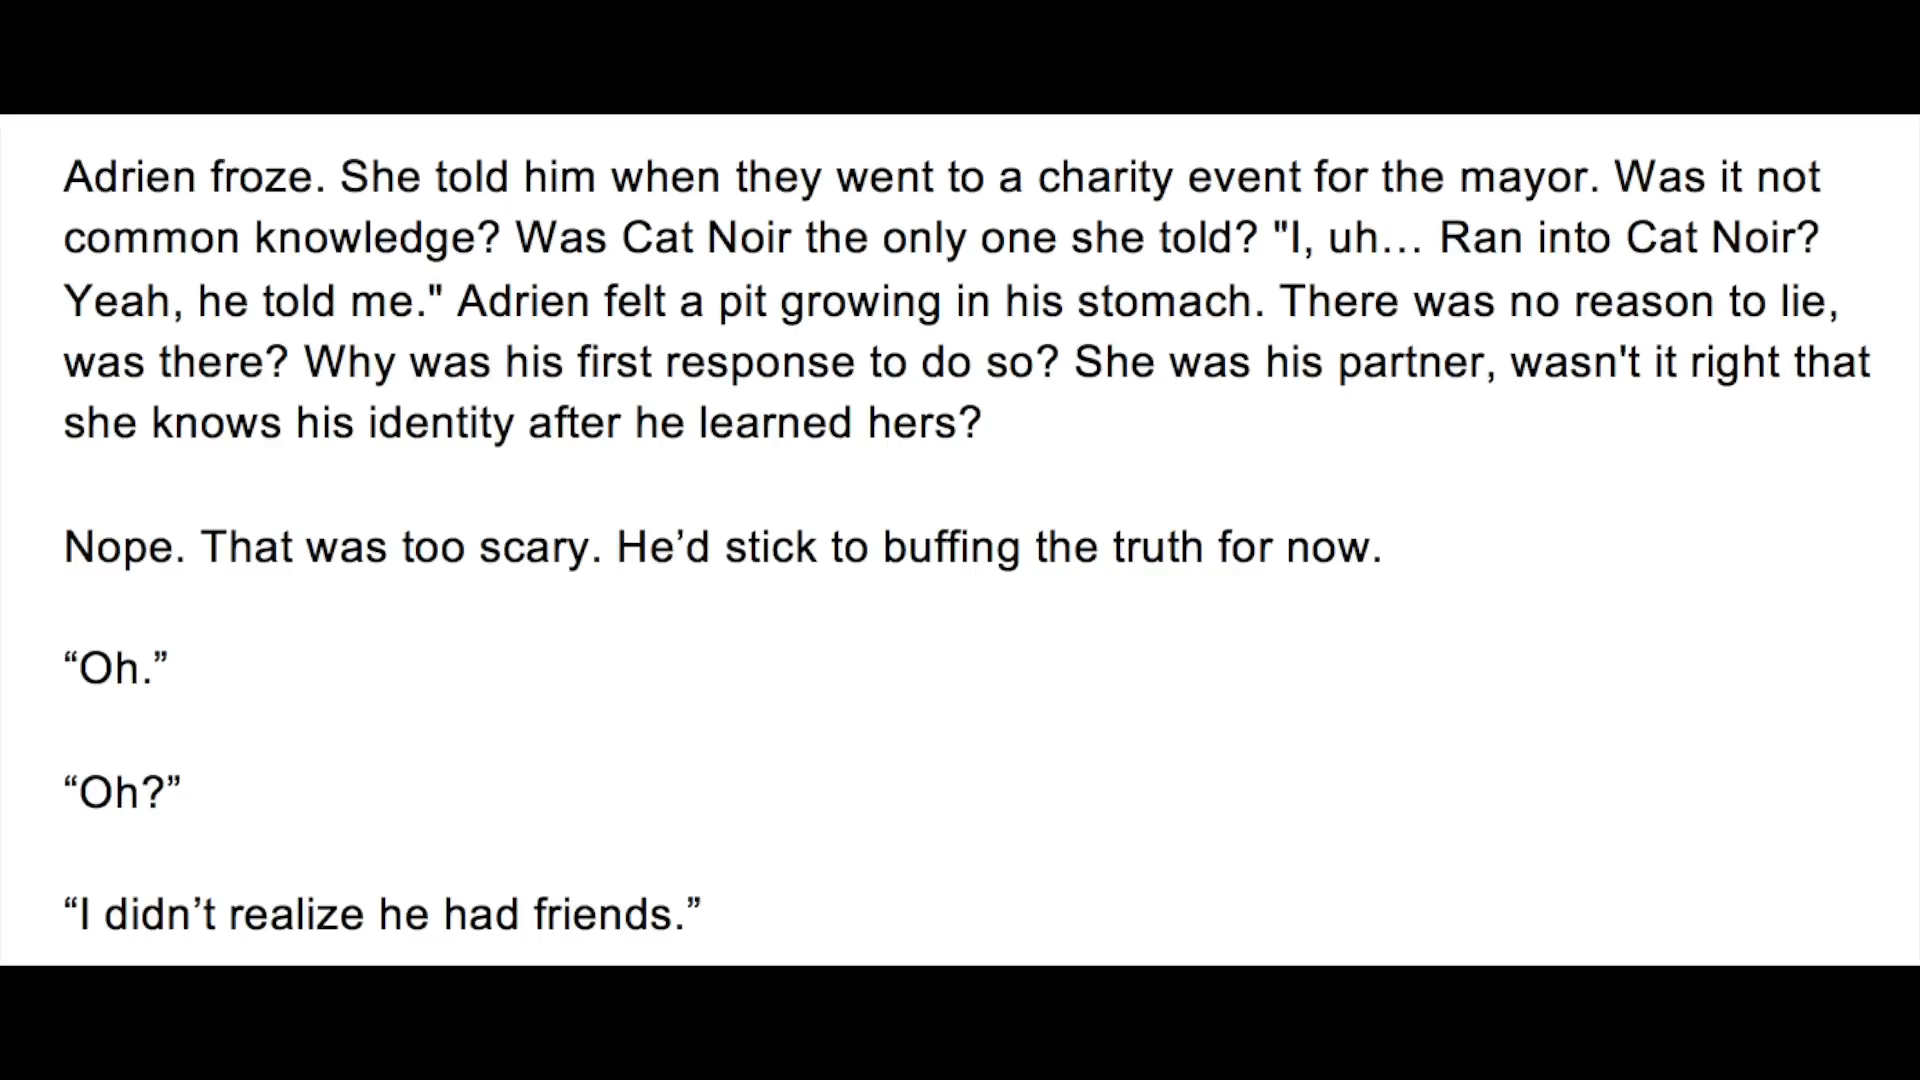 Adrien froze. She told him when they went to a charity event for the mayor. Was it not
common knowledge? Was Cat Noir the only one she told? "I, uh... Ran into Cat Noir?
Yeah, he told me." Adrien felt a pit growing in his stomach. There was no reason to lie,
was there? Why was his first response to do so? She was his partner, wasn't it right that
she knows his identity after he learned hers?
Nope. That was too scary. He’d stick to buffing the truth for now.
“Oh.”
“Oh?”
“I didn’t realize he had friends.”